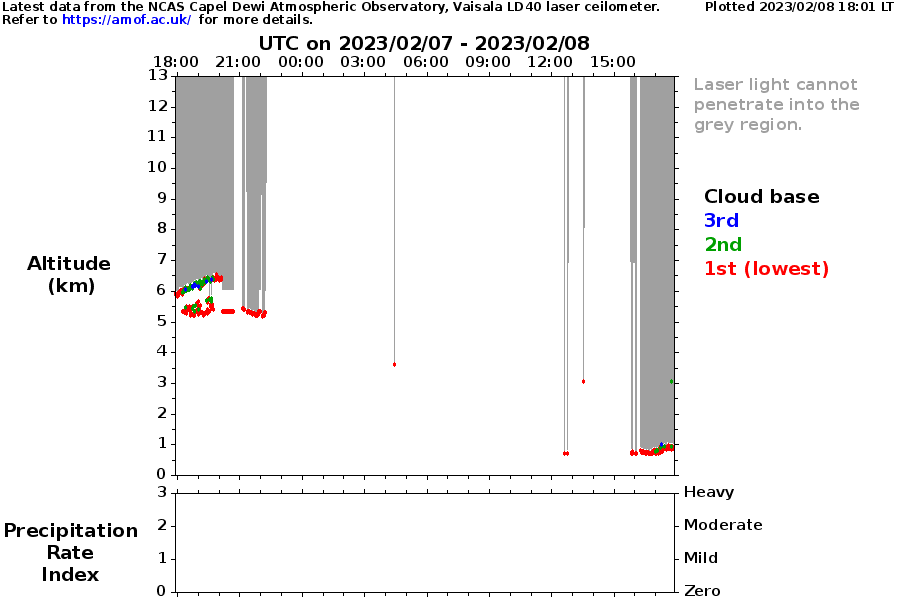 Latest data from the NCAS Capel Dewi Atmospheric Observatory, Vaisala LD40 laser ceilometer. Plotted 2023/02/08 18:01 LT
Refer to https://amof.ac.uk/ for more details.
UTC on 2023/02/07 - 2023/02/08
18:00 21:00 00:00 03:00 06:00 09:00 12:00 15:00
13
12
11
10
9
8
7
6
5
4
3
2
1
0
Altitude
(km)
Laser light cannot
penetrate into the
grey region.
Cloud base
3rd
2nd
1st (lowest)
3 Heavy
2 Moderate
1 Mild
0 Zero
Precipitation
Rate
Index